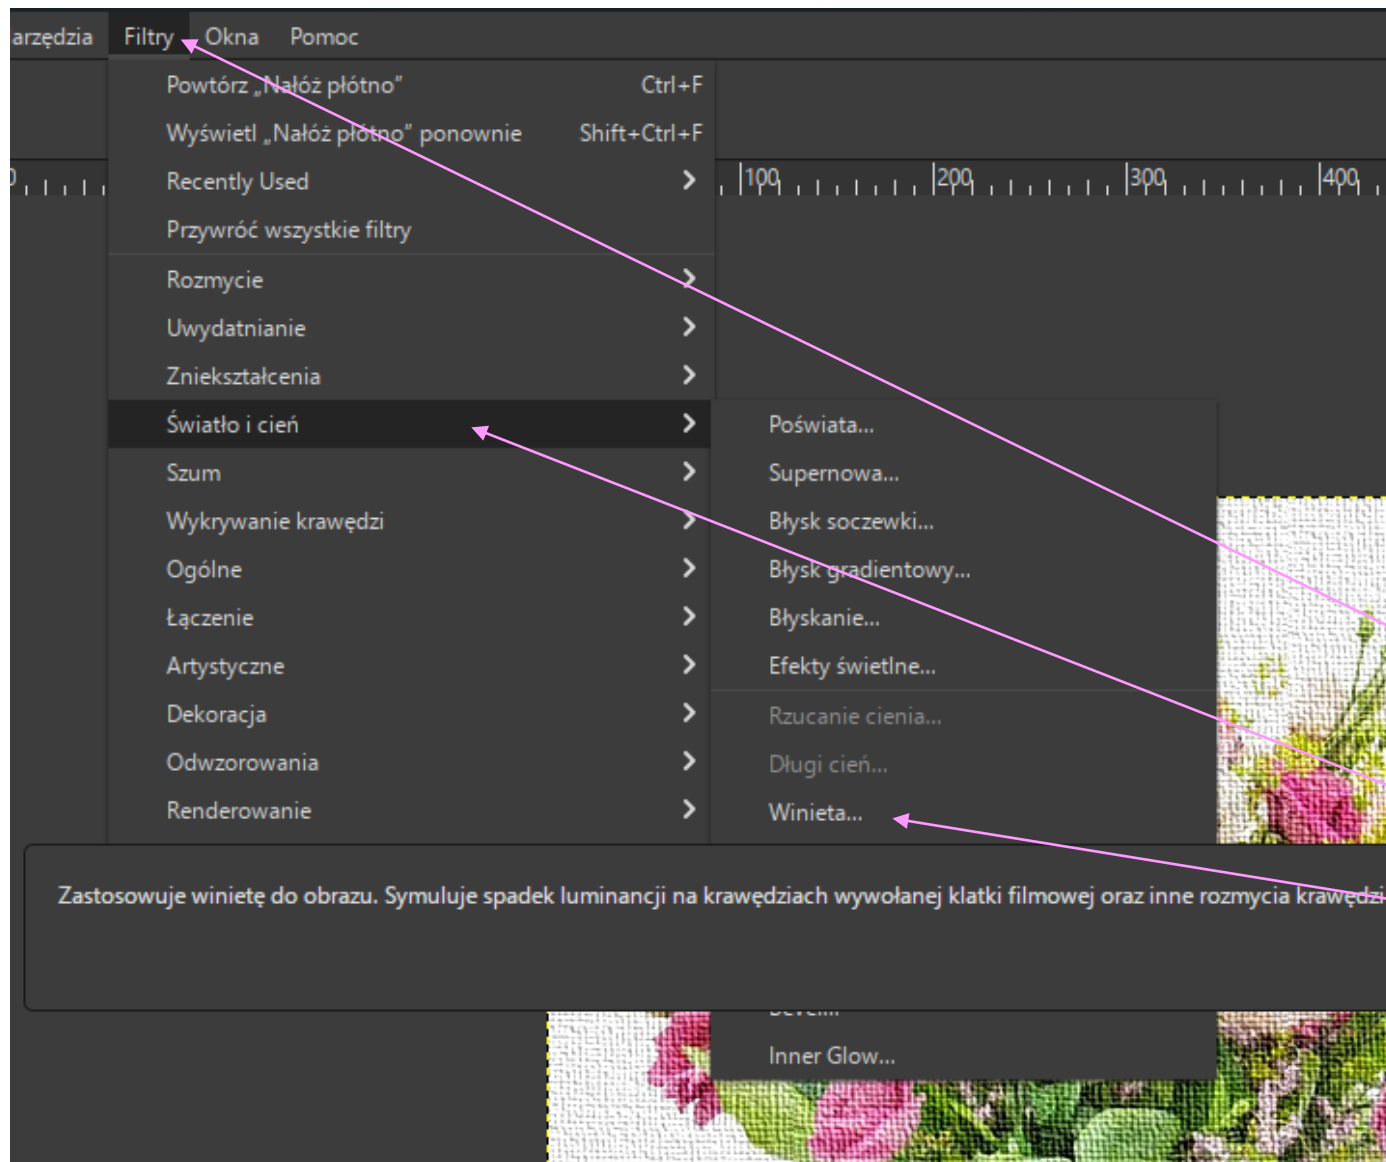 arzędzia Filtry Okna Pomoc
Powtórz „Nałóż płótno” Ctrl+F
Wyświetl „Nałóż płótno” ponownie Shift+Ctrl+F
Recently Used
100 200 300 400
Przywróć wszystkie filtry
Rozmycie
Uwydatnianie
Zniekształcenia
Światło i cień
Poświata...
Szum
Supernowa...
Wykrywanie krawędzi
Błysk soczewki...
Ogólne
Błysk gradientowy...
Łączenie
Błyskanie...
Artystyczne
Efekty świetlne...
Dekoracja
Rzucanie cienia...
Odwzorowania
Długi cień...
Renderowanie
Winieta...
Zastosowuje winietę do obrazu. Symuluje spadek luminancji na krawędziach wywołanej klatki filmowej oraz inne rozmycia krawędzi
Inner Glow...